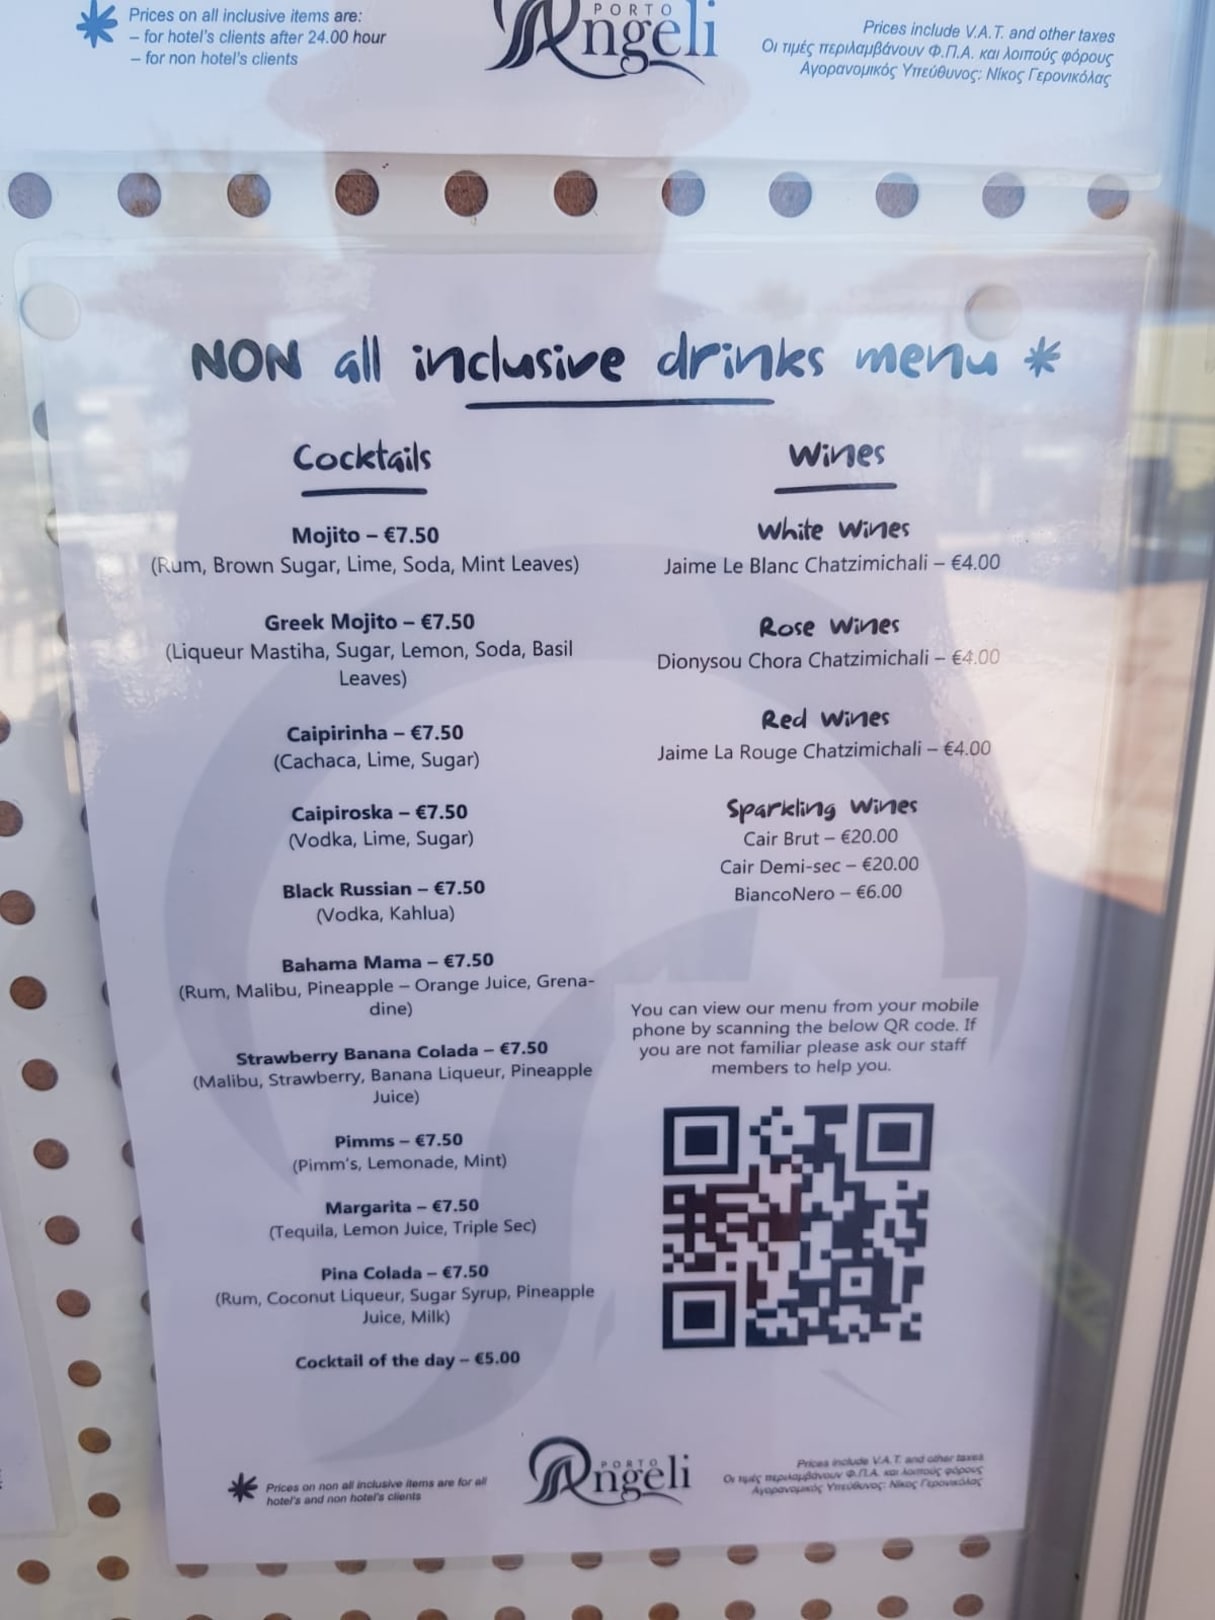 Prices on all inclusive items are:
– for hotel's clients after 24.00 hour
– for non hotel's clients
PORTO
Angeli
Prices include V.A.T. and other taxes
Οι τιμές περιλαμβάνουν Φ.Π.Α. και λοιπούς φόρους
Αγορανομικός Υπεύθυνος: Νίκος Γερονικόλας
NON all inclusive drinks menu *
Cocktails
Mojito – €7.50
(Rum, Brown Sugar, Lime, Soda, Mint Leaves)
Greek Mojito – €7.50
(Liqueur Mastiha, Sugar, Lemon, Soda, Basil
Leaves)
Caipirinha – €7.50
(Cachaca, Lime, Sugar)
Caipiroska – €7.50
(Vodka, Lime, Sugar)
Black Russian – €7.50
(Vodka, Kahlua)
Bahama Mama – €7.50
(Rum, Malibu, Pineapple – Orange Juice, Grena-
dine)
Strawberry Banana Colada – €7.50
(Malibu, Strawberry, Banana Liqueur, Pineapple
Juice)
Pimms – €7.50
(Pimm's, Lemonade, Mint)
Margarita – €7.50
(Tequila, Lemon Juice, Triple Sec)
Pina Colada – €7.50
(Rum, Coconut Liqueur, Sugar Syrup, Pineapple
Juice, Milk)
Cocktail of the day – €5.00
Wines
White Wines
Jaime Le Blanc Chatzimichali – €4.00
Rose Wines
Dionysou Chora Chatzimichali – €4.00
Red Wines
Jaime La Rouge Chatzimichali – €4.00
Sparkling Wines
Cair Brut – €20.00
Cair Demi-sec – €20.00
BiancoNero – €6.00
You can view our menu from your mobile
phone by scanning the below QR code. If
you are not familiar please ask our staff
members to help you.
Prices on non all inclusive items are for all
hotel's and non hotel's clients
PORTO
Angeli
Prices include V.A.T. and other taxes
Οι τιμές περιλαμβάνουν Φ.Π.Α. και λοιπούς φόρους
Αγορανομικός Υπεύθυνος: Νίκος Γερονικόλας